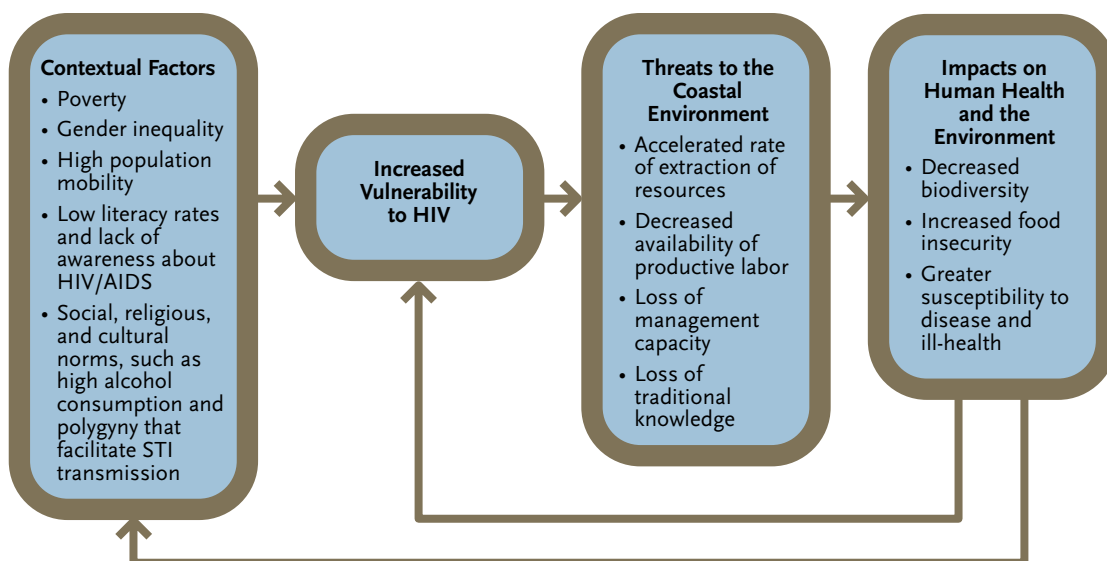 Contextual Factors
• Poverty
• Gender inequality
• High population
mobility
• Low literacy rates
and lack of
awareness about
HIV/AIDS
• Social, religious,
and cultural
norms, such as
high alcohol
consumption and
polygyny that
facilitate STI
transmission
Increased
Vulnerability
to HIV
Threats to the
Coastal
Environment
• Accelerated rate
of extraction of
resources
• Decreased
availability of
productive labor
• Loss of
management
capacity
• Loss of
traditional
knowledge
Impacts on
Human Health
and the
Environment
• Decreased
biodiversity
• Increased food
insecurity
• Greater
susceptibility to
disease and
ill-health